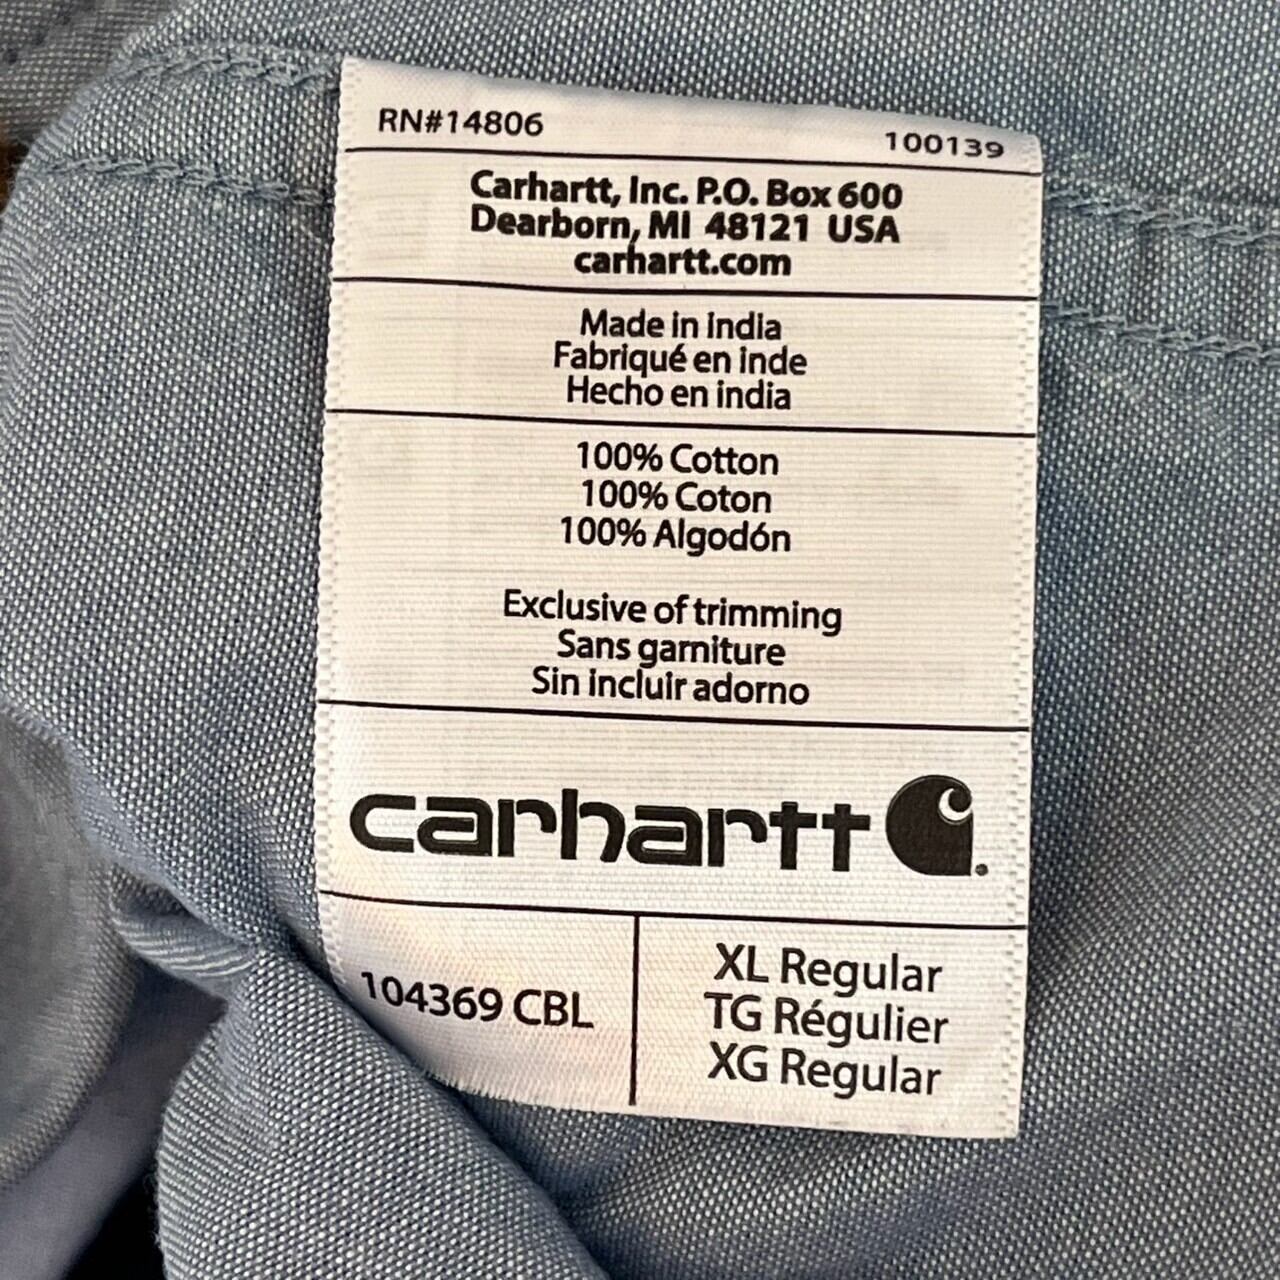 RN#14806 100139
Carhartt, Inc. P.O. Box 600
Dearborn, MI 48121 USA
carhartt.com
Made in India
Fabriqué en inde
Hecho en india
100% Cotton
100% Coton
100% Algodón
Exclusive of trimming
Sans garniture
Sin incluir adorno
carhartt
104369 CBL
XL Regular
TG Régulier
XG Regular